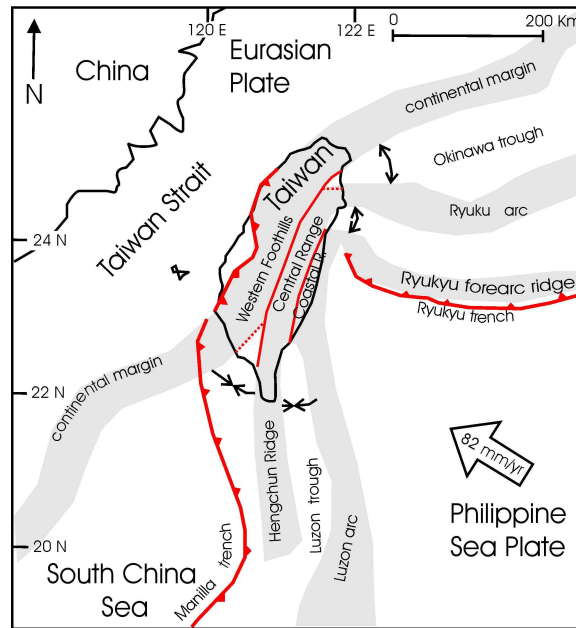 120 E
122 E
0
200 Km
China
Eurasian
Plate
N
continental margin
Okinawa trough
Taiwan
Ryuku arc
Taiwan Strait
24 N
Western Foothills
Central Range
Coastal R.
Ryukyu forearc ridge
Ryukyu trench
continental margin
22 N
82 mm/yr
Hengchun Ridge
Luzon trough
Luzon arc
Philippine
Sea Plate
20 N
South China
Sea
Manilla trench